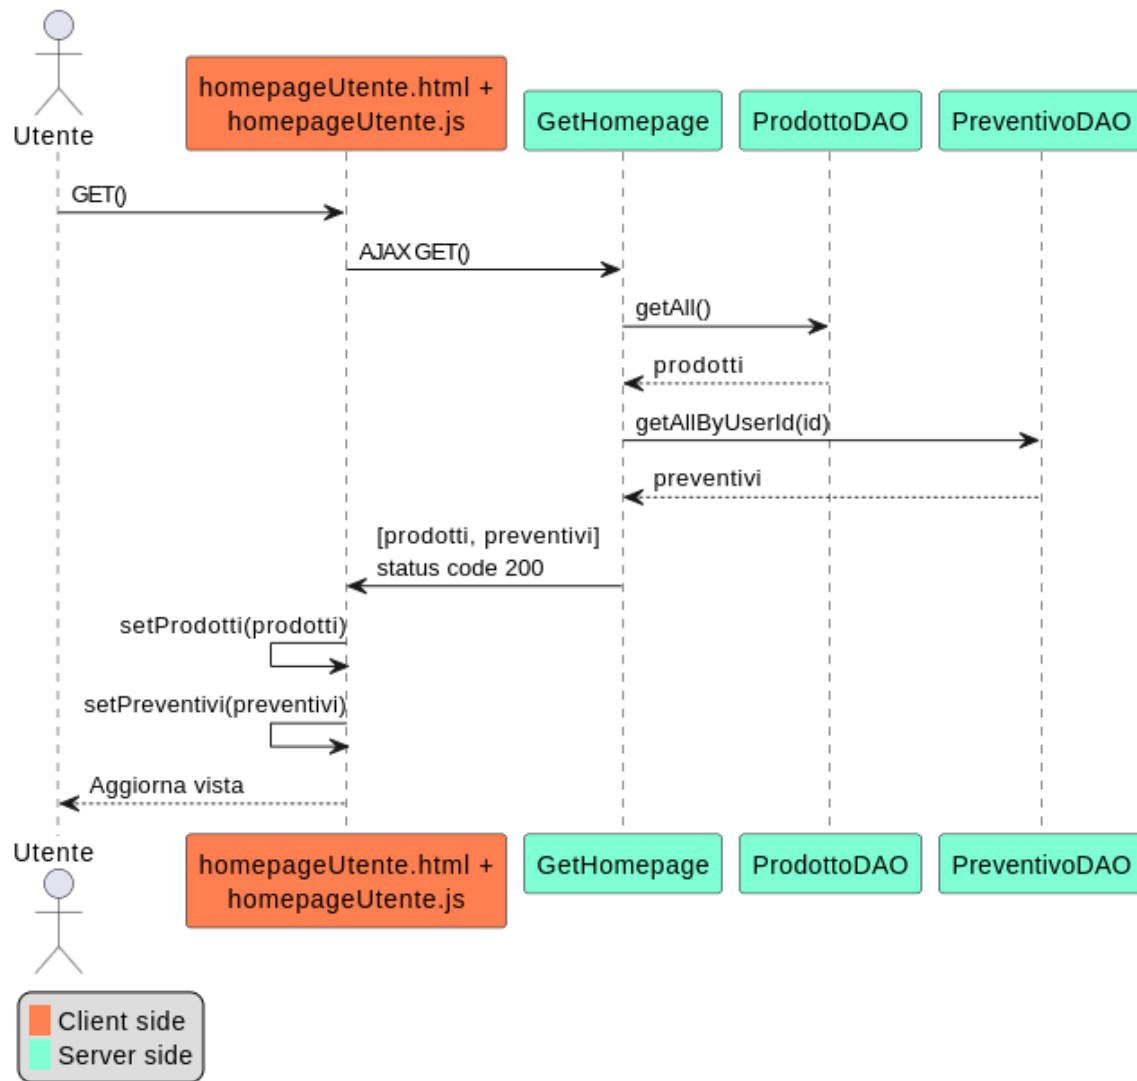 Utente
homepageUtente.html +
homepageUtente.js
GetHomepage
ProdottoDAO
PreventivoDAO
GET()
AJAX GET()
getAll()
prodotti
getAllByUserId(id)
preventivi
[prodotti, preventivi]
status code 200
setProdotti(prodotti)
setPreventivi(preventivi)
Aggiorna vista
Utente
homepageUtente.html +
homepageUtente.js
GetHomepage
ProdottoDAO
PreventivoDAO
Client side
Server side